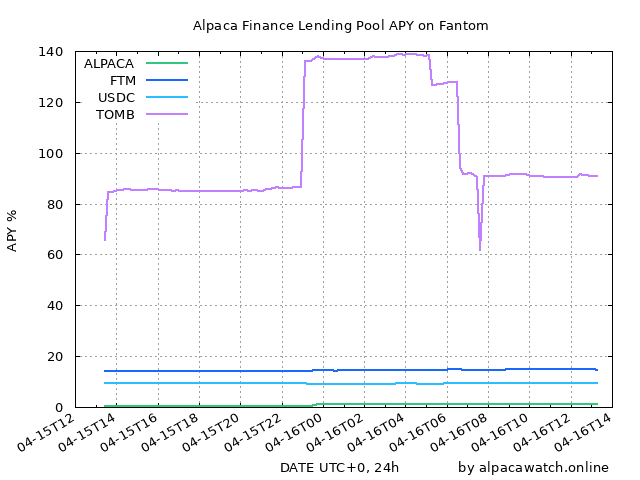 Alpaca Finance Lending Pool APY on Fantom
140
120
100
80
60
40
20
0
APY %
ALPACA
FTM
USDC
TOMB
04-15T12
04-15T14
04-15T16
04-15T18
04-15T20
04-15T22
04-16T00
04-16T02
04-16T04
04-16T06
04-16T08
04-16T10
04-16T12
04-16T14
DATE UTC+0, 24h by alpacawatch.online